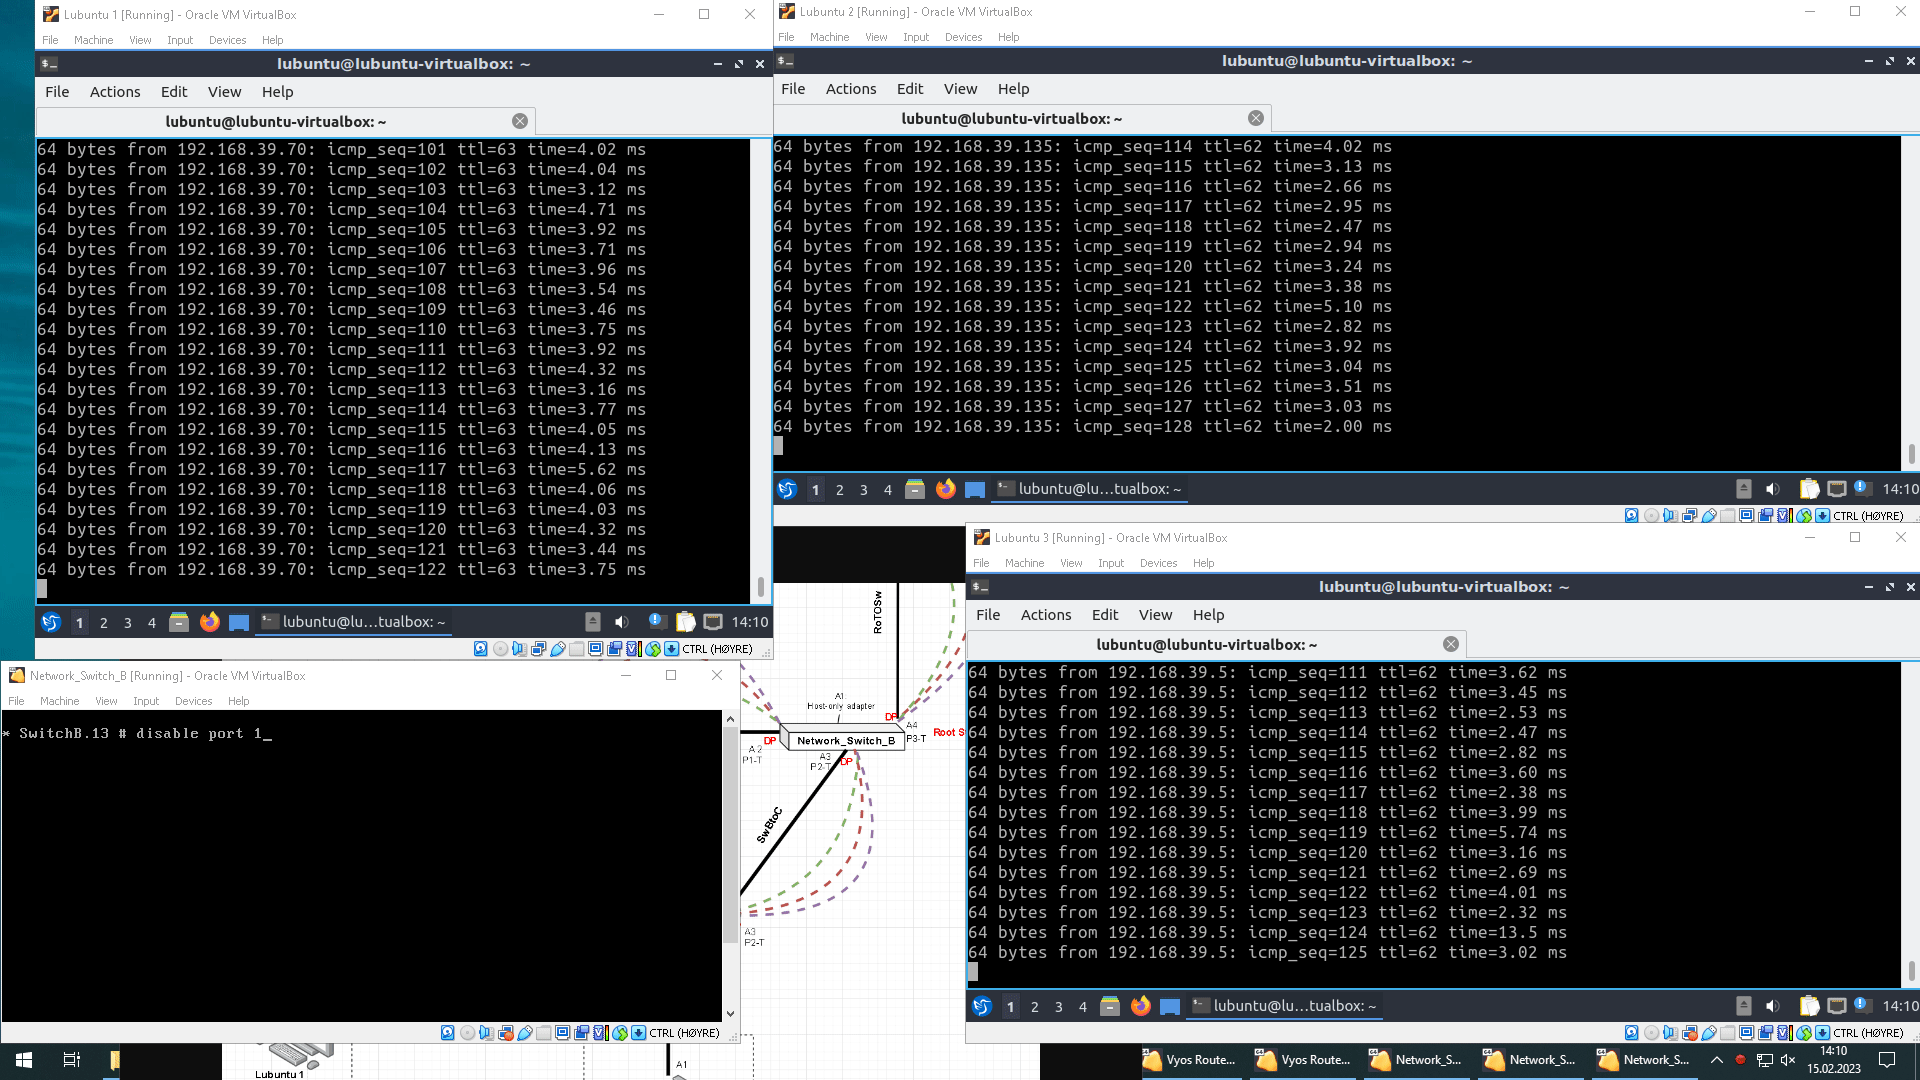 Lubuntu 1 [Running] - Oracle VM VirtualBox
File Machine View Input Devices Help
lubuntu@lubuntu-virtualbox: ~
File Actions Edit View Help
lubuntu@lubuntu-virtualbox: ~
64 bytes from 192.168.39.70: icmp_seq=101 ttl=63 time=4.02 ms
64 bytes from 192.168.39.70: icmp_seq=102 ttl=63 time=4.04 ms
64 bytes from 192.168.39.70: icmp_seq=103 ttl=63 time=3.12 ms
64 bytes from 192.168.39.70: icmp_seq=104 ttl=63 time=4.71 ms
64 bytes from 192.168.39.70: icmp_seq=105 ttl=63 time=3.92 ms
64 bytes from 192.168.39.70: icmp_seq=106 ttl=63 time=3.71 ms
64 bytes from 192.168.39.70: icmp_seq=107 ttl=63 time=3.96 ms
64 bytes from 192.168.39.70: icmp_seq=108 ttl=63 time=3.54 ms
64 bytes from 192.168.39.70: icmp_seq=109 ttl=63 time=3.46 ms
64 bytes from 192.168.39.70: icmp_seq=110 ttl=63 time=3.75 ms
64 bytes from 192.168.39.70: icmp_seq=111 ttl=63 time=3.92 ms
64 bytes from 192.168.39.70: icmp_seq=112 ttl=63 time=4.32 ms
64 bytes from 192.168.39.70: icmp_seq=113 ttl=63 time=3.16 ms
64 bytes from 192.168.39.70: icmp_seq=114 ttl=63 time=3.77 ms
64 bytes from 192.168.39.70: icmp_seq=115 ttl=63 time=4.05 ms
64 bytes from 192.168.39.70: icmp_seq=116 ttl=63 time=4.13 ms
64 bytes from 192.168.39.70: icmp_seq=117 ttl=63 time=5.62 ms
64 bytes from 192.168.39.70: icmp_seq=118 ttl=63 time=4.06 ms
64 bytes from 192.168.39.70: icmp_seq=119 ttl=63 time=4.03 ms
64 bytes from 192.168.39.70: icmp_seq=120 ttl=63 time=4.32 ms
64 bytes from 192.168.39.70: icmp_seq=121 ttl=63 time=3.44 ms
64 bytes from 192.168.39.70: icmp_seq=122 ttl=63 time=3.75 ms
1 2 3 4 lubuntu@lu...tualbox: ~ 14:10
CTRL (HØYRE)
Lubuntu 2 [Running] - Oracle VM VirtualBox
File Machine View Input Devices Help
lubuntu@lubuntu-virtualbox: ~
File Actions Edit View Help
lubuntu@lubuntu-virtualbox: ~
64 bytes from 192.168.39.135: icmp_seq=114 ttl=62 time=4.02 ms
64 bytes from 192.168.39.135: icmp_seq=115 ttl=62 time=3.13 ms
64 bytes from 192.168.39.135: icmp_seq=116 ttl=62 time=2.66 ms
64 bytes from 192.168.39.135: icmp_seq=117 ttl=62 time=2.95 ms
64 bytes from 192.168.39.135: icmp_seq=118 ttl=62 time=2.47 ms
64 bytes from 192.168.39.135: icmp_seq=119 ttl=62 time=2.94 ms
64 bytes from 192.168.39.135: icmp_seq=120 ttl=62 time=3.24 ms
64 bytes from 192.168.39.135: icmp_seq=121 ttl=62 time=3.38 ms
64 bytes from 192.168.39.135: icmp_seq=122 ttl=62 time=5.10 ms
64 bytes from 192.168.39.135: icmp_seq=123 ttl=62 time=2.82 ms
64 bytes from 192.168.39.135: icmp_seq=124 ttl=62 time=3.92 ms
64 bytes from 192.168.39.135: icmp_seq=125 ttl=62 time=3.04 ms
64 bytes from 192.168.39.135: icmp_seq=126 ttl=62 time=3.51 ms
64 bytes from 192.168.39.135: icmp_seq=127 ttl=62 time=3.03 ms
64 bytes from 192.168.39.135: icmp_seq=128 ttl=62 time=2.00 ms
1 2 3 4 lubuntu@lu...tualbox: ~ 14:10
CTRL (HØYRE)
Network_Switch_B [Running] - Oracle VM VirtualBox
File Machine View Input Devices Help
* SwitchB.13 # disable port 1_
CTRL (HØYRE)
RoTOSw
A1
Host-only adapter
DP
A4
P3-T
Root S
DP
Network_Switch_B
A2
P1-T
A3
P2-T
DP
SwBtoC
A3
P2-T
Lubuntu 3 [Running] - Oracle VM VirtualBox
File Machine View Input Devices Help
lubuntu@lubuntu-virtualbox: ~
File Actions Edit View Help
lubuntu@lubuntu-virtualbox: ~
64 bytes from 192.168.39.5: icmp_seq=111 ttl=62 time=3.62 ms
64 bytes from 192.168.39.5: icmp_seq=112 ttl=62 time=3.45 ms
64 bytes from 192.168.39.5: icmp_seq=113 ttl=62 time=2.53 ms
64 bytes from 192.168.39.5: icmp_seq=114 ttl=62 time=2.47 ms
64 bytes from 192.168.39.5: icmp_seq=115 ttl=62 time=2.82 ms
64 bytes from 192.168.39.5: icmp_seq=116 ttl=62 time=3.60 ms
64 bytes from 192.168.39.5: icmp_seq=117 ttl=62 time=2.38 ms
64 bytes from 192.168.39.5: icmp_seq=118 ttl=62 time=3.99 ms
64 bytes from 192.168.39.5: icmp_seq=119 ttl=62 time=5.74 ms
64 bytes from 192.168.39.5: icmp_seq=120 ttl=62 time=3.16 ms
64 bytes from 192.168.39.5: icmp_seq=121 ttl=62 time=2.69 ms
64 bytes from 192.168.39.5: icmp_seq=122 ttl=62 time=4.01 ms
64 bytes from 192.168.39.5: icmp_seq=123 ttl=62 time=2.32 ms
64 bytes from 192.168.39.5: icmp_seq=124 ttl=62 time=13.5 ms
64 bytes from 192.168.39.5: icmp_seq=125 ttl=62 time=3.02 ms
1 2 3 4 lubuntu@lu...tualbox: ~ 14:10
CTRL (HØYRE)
Lubuntu 1
A1
Vyos Route... Vyos Route... Network_S... Network_S... Network_S...
14:10
15.02.2023